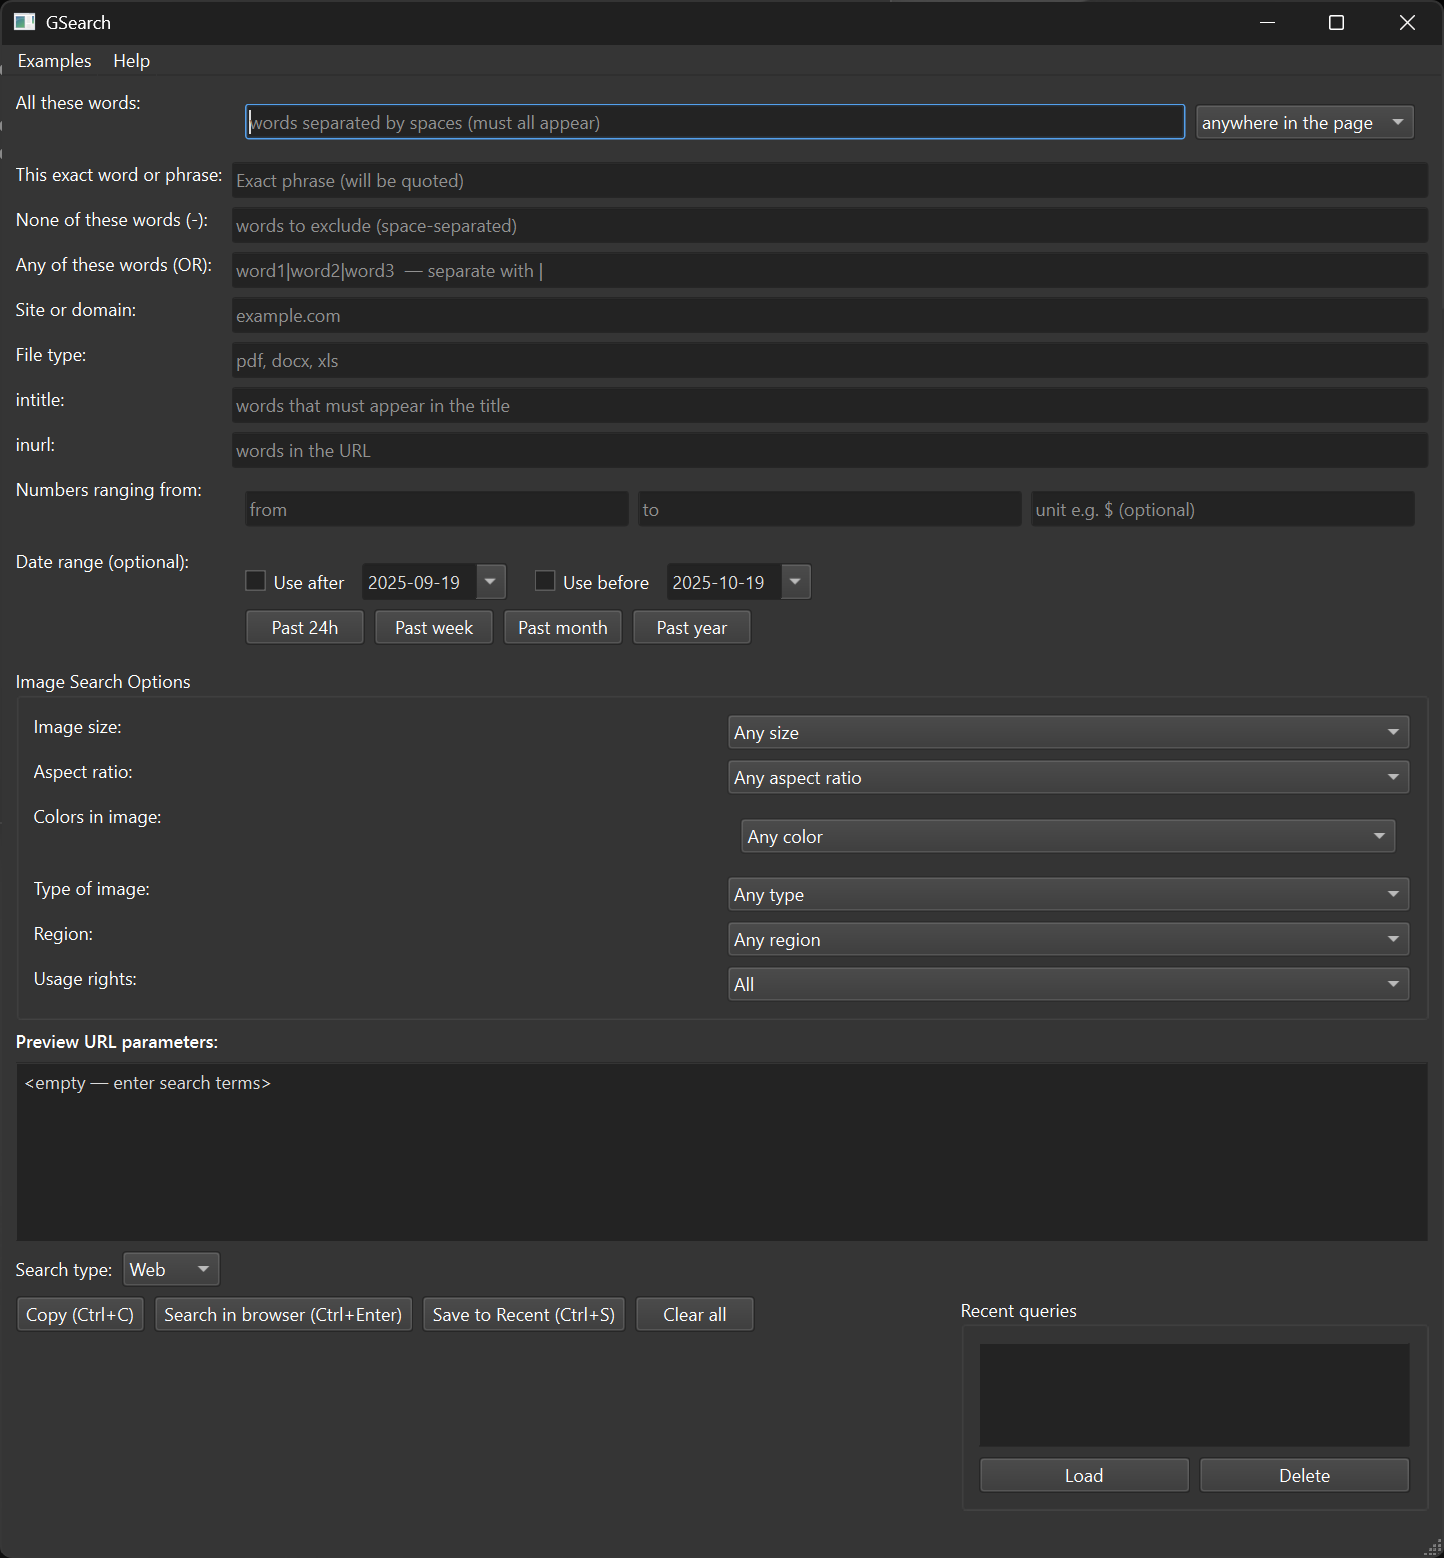 GSearch
Examples Help
All these words:
words separated by spaces (must all appear)
anywhere in the page
This exact word or phrase:
Exact phrase (will be quoted)
None of these words (-):
words to exclude (space-separated)
Any of these words (OR):
word1|word2|word3 — separate with |
Site or domain:
example.com
File type:
pdf, docx, xls
intitle:
words that must appear in the title
inurl:
words in the URL
Numbers ranging from:
from
to
unit e.g. $ (optional)
Date range (optional):
Use after 2025-09-19 Use before 2025-10-19
Past 24h Past week Past month Past year
Image Search Options
Image size:
Any size
Aspect ratio:
Any aspect ratio
Colors in image:
Any color
Type of image:
Any type
Region:
Any region
Usage rights:
All
Preview URL parameters:
<empty — enter search terms>
Search type: Web
Copy (Ctrl+C) Search in browser (Ctrl+Enter) Save to Recent (Ctrl+S) Clear all
Recent queries
Load Delete